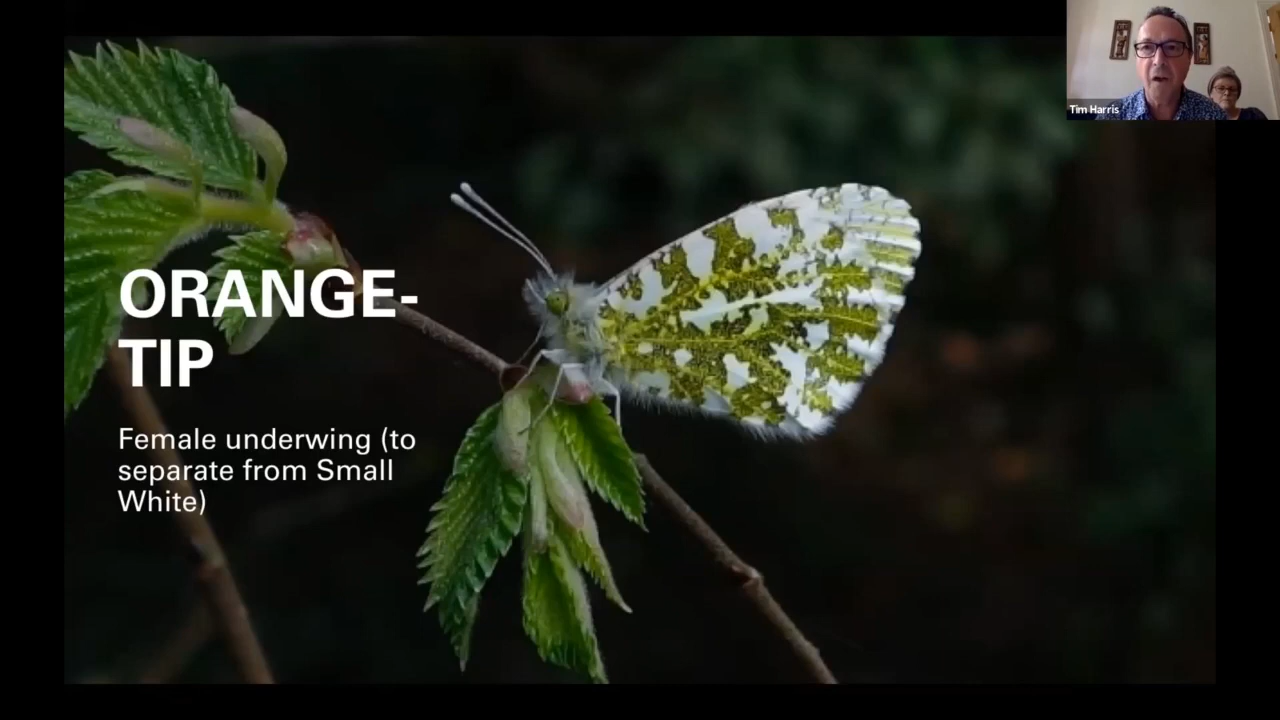 ORANGE-
TIP
Female underwing (to
separate from Small
White)
Tim Harris